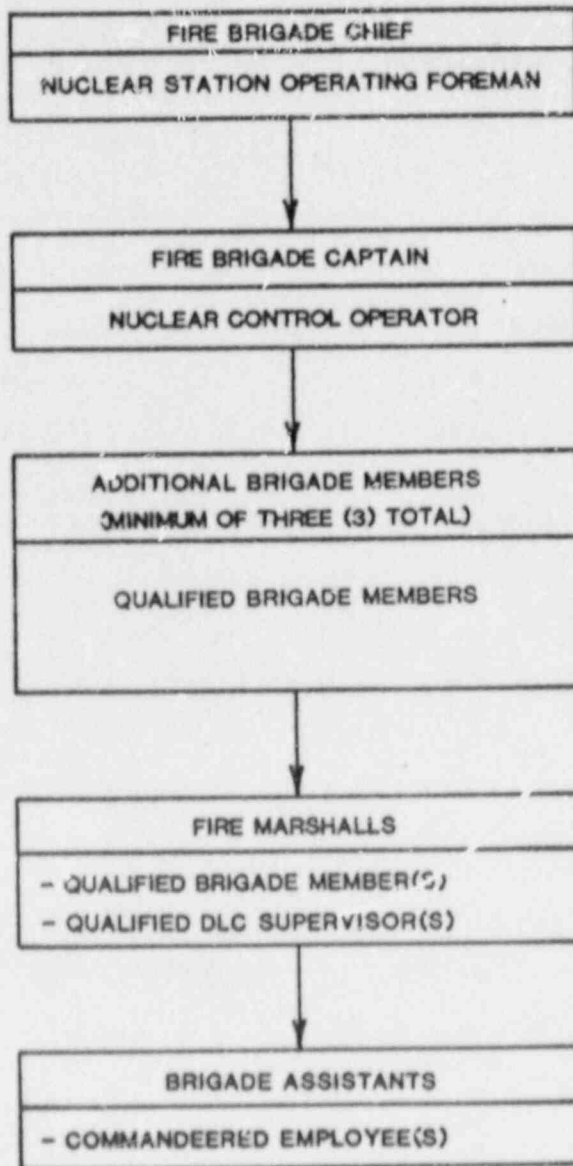 FIRE BRIGADE CHIEF
NUCLEAR STATION OPERATING FOREMAN
FIRE BRIGADE CAPTAIN
NUCLEAR CONTROL OPERATOR
ADDITIONAL BRIGADE MEMBERS
(MINIMUM OF THREE (3) TOTAL)
QUALIFIED BRIGADE MEMBERS
FIRE MARSHALLS
- QUALIFIED BRIGADE MEMBER(S)
- QUALIFIED DLC SUPERVISOR(S)
BRIGADE ASSISTANTS
- COMMANDEERED EMPLOYEE(S)